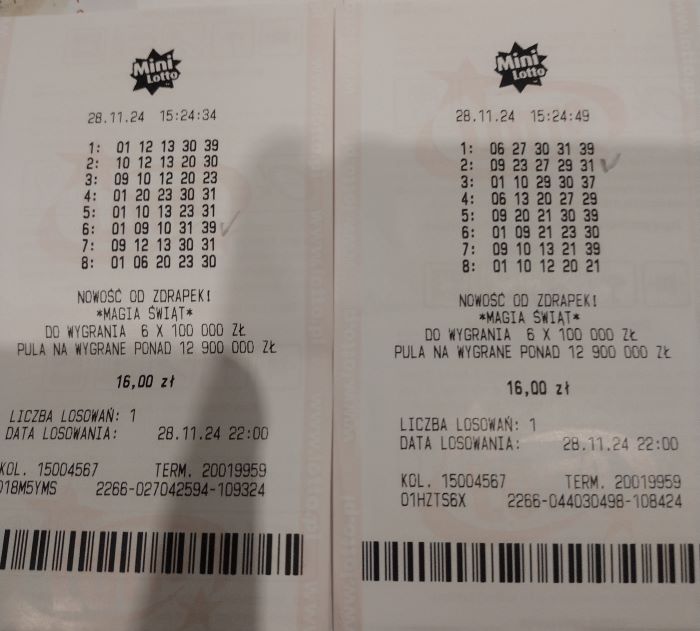 Mini
Lotto
28.11.24 15:24:34
1: 01 12 13 30 39
2: 10 12 13 20 30
3: 09 10 12 20 23
4: 01 20 23 30 31
5: 01 10 13 23 31
6: 01 09 10 31 39
7: 09 12 13 30 31
8: 01 06 20 23 30
NOWOŚĆ OD ZDRAPEK!
*MAGIA ŚWIĄT*
DO WYGRANIA 6 X 100 000 ZŁ
PULA NA WYGRANE PONAD 12 900 000 ZŁ
16,00 zł
LICZBA LOSOWAŃ: 1
DATA LOSOWANIA: 28.11.24 22:00
KOL. 15004567 TERM. 20019959
018M5YMS 2266-027042594-109324
Mini
Lotto
28.11.24 15:24:49
1: 06 27 30 31 39
2: 09 23 27 29 31
3: 01 10 29 30 37
4: 06 13 20 27 29
5: 09 20 21 30 39
6: 01 09 21 23 30
7: 09 10 13 21 39
8: 01 10 12 20 21
NOWOŚĆ OD ZDRAPEK!
*MAGIA ŚWIĄT*
DO WYGRANIA 6 X 100 000 ZŁ
PULA NA WYGRANE PONAD 12 900 000 ZŁ
16,00 zł
LICZBA LOSOWAŃ: 1
DATA LOSOWANIA: 28.11.24 22:00
KOL. 15004567 TERM. 20019959
01HZTS6X 2266-044030498-108424